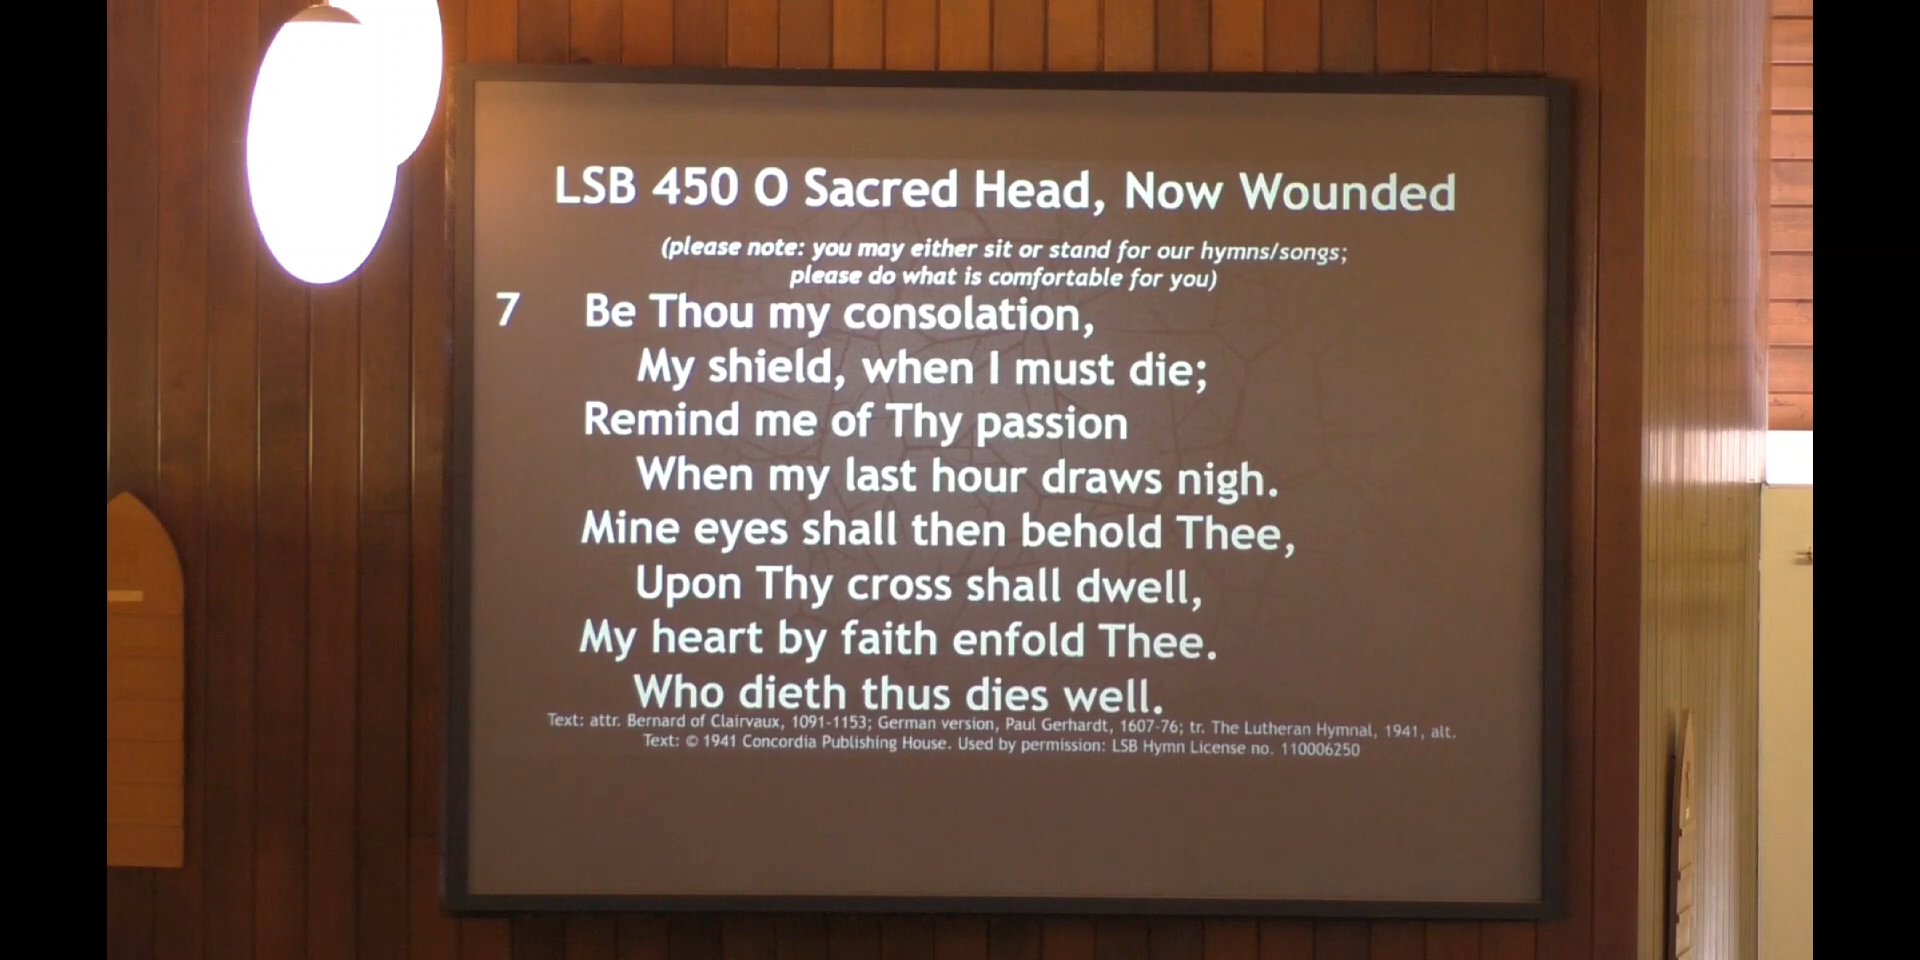 LSB 450 O Sacred Head, Now Wounded
(please note: you may either sit or stand for our hymns/songs;
please do what is comfortable for you)
7 Be Thou my consolation,
My shield, when I must die;
Remind me of Thy passion
When my last hour draws nigh.
Mine eyes shall then behold Thee,
Upon Thy cross shall dwell,
My heart by faith enfold Thee.
Who dieth thus dies well.
Text: attr. Bernard of Clairvaux, 1091-1153; German version, Paul Gerhardt, 1607-76; tr. The Lutheran Hymnal, 1941, alt.
Text: © 1941 Concordia Publishing House. Used by permission: LSB Hymn License no. 110006250